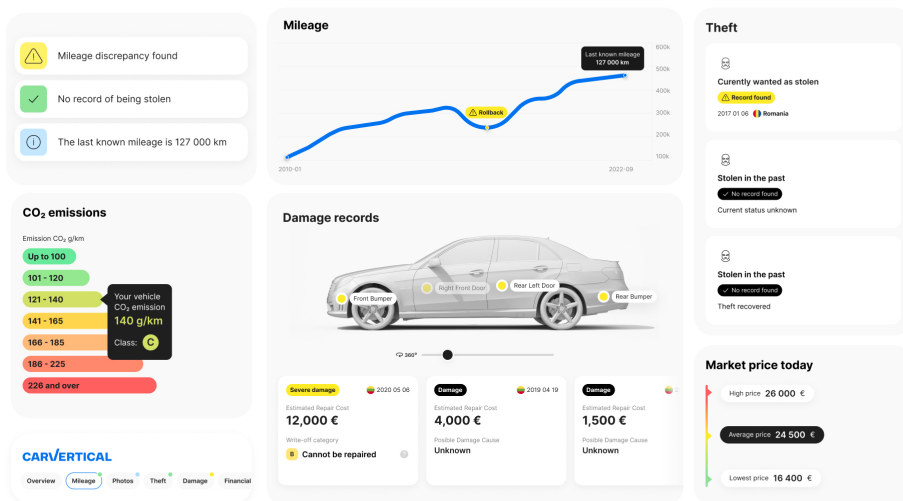 Mileage discrepancy found
No record of being stolen
The last known mileage is 127 000 km
CO₂ emissions
Emission CO₂ g/km
Up to 100
101 - 120
121 - 140
141 - 165
166 - 185
186 - 225
226 and over
Your vehicle
CO₂ emission
140 g/km
Class: C
CARVERTICAL
Overview Mileage Photos Theft Damage Financial
Mileage
Last known mileage
127 000 km
Rollback
600k
500k
400k
300k
200k
100k
2010-01
2022-09
Damage records
Front Bumper
Right Front Door
Rear Left Door
Rear Bumper
360°
Severe damage 2020 05 06
Estimated Repair Cost
12,000 €
Write-off category
B Cannot be repaired ?
Damage 2019 04 19
Estimated Repair Cost
4,000 €
Posible Damage Cause
Unknown
Damage
Estimated Repair Cost
1,500 €
Posible Damage Cause
Unknown
Theft
Curently wanted as stolen
Record found
2017 01 06 Romania
Stolen in the past
No record found
Current status unknown
Stolen in the past
No record found
Theft recovered
Market price today
High price 26 000 €
Average price 24 500 €
Lowest price 16 400 €